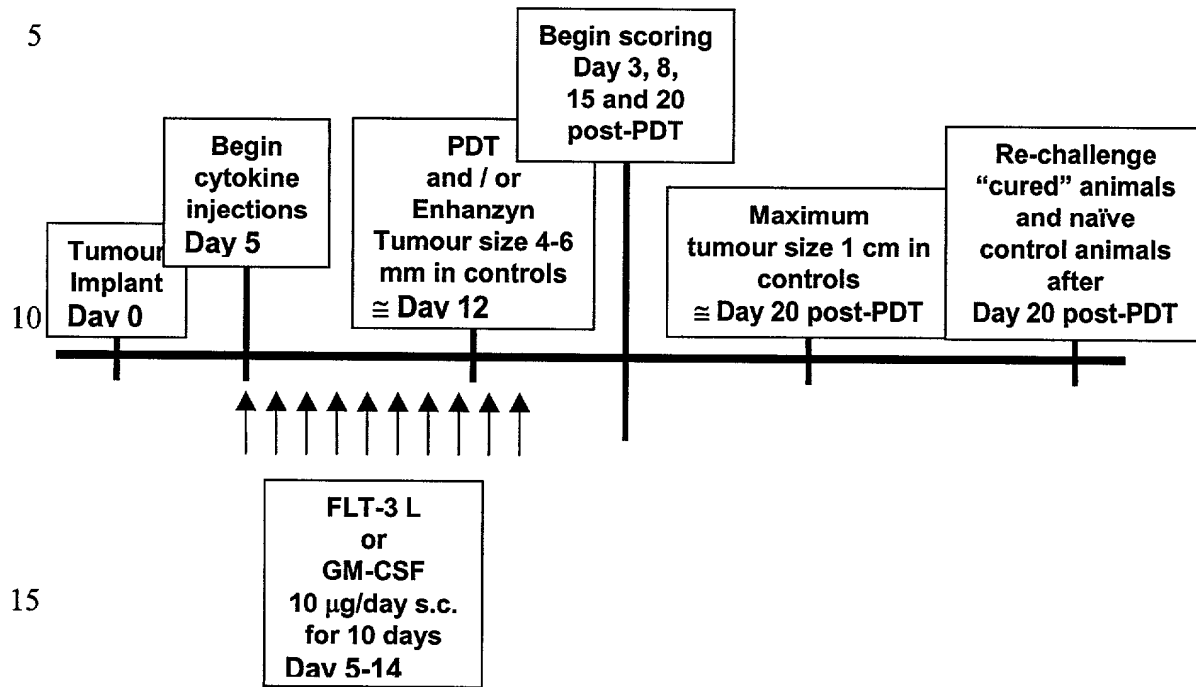 5
Begin scoring
Day 3, 8,
15 and 20
post-PDT
Begin
cytokine
injections
Day 5
PDT
and / or
Enhanzyn
Tumour size 4-6
mm in controls
≅ Day 12
Re-challenge
“cured” animals
and naïve
control animals
after
Day 20 post-PDT
Maximum
tumour size 1 cm in
controls
≅ Day 20 post-PDT
Tumour
Implant
Day 0
10
FLT-3 L
or
GM-CSF
10 μg/day s.c.
for 10 days
Day 5-14
15